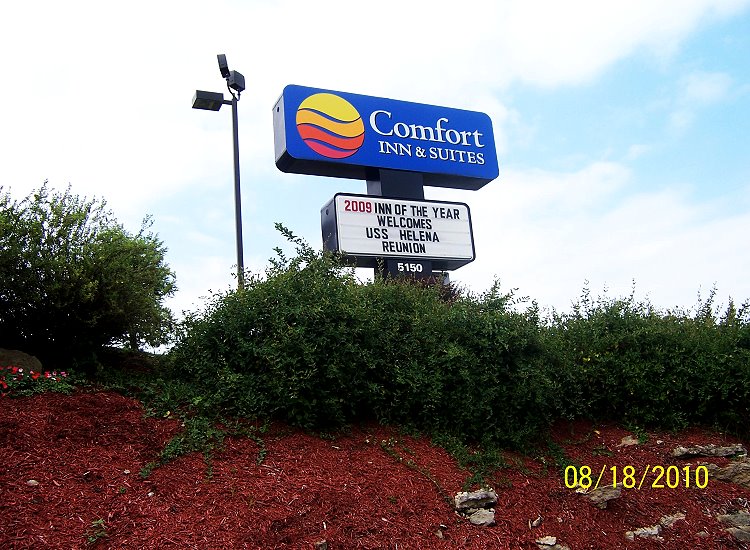 Comfort
INN & SUITES
2009 INN OF THE YEAR
WELCOMES
USS HELENA
REUNION
5150
08/18/2010